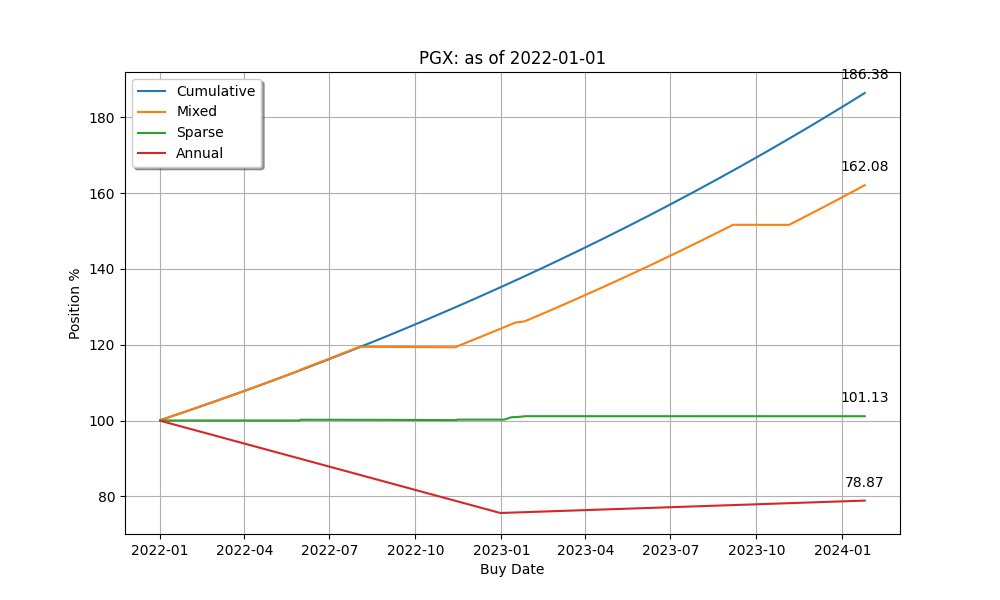 PGX: as of 2022-01-01
Cumulative
Mixed
Sparse
Annual
186.38
162.08
101.13
78.87
Position %
180
160
140
120
100
80
2022-01 2022-04 2022-07 2022-10 2023-01 2023-04 2023-07 2023-10 2024-01
Buy Date